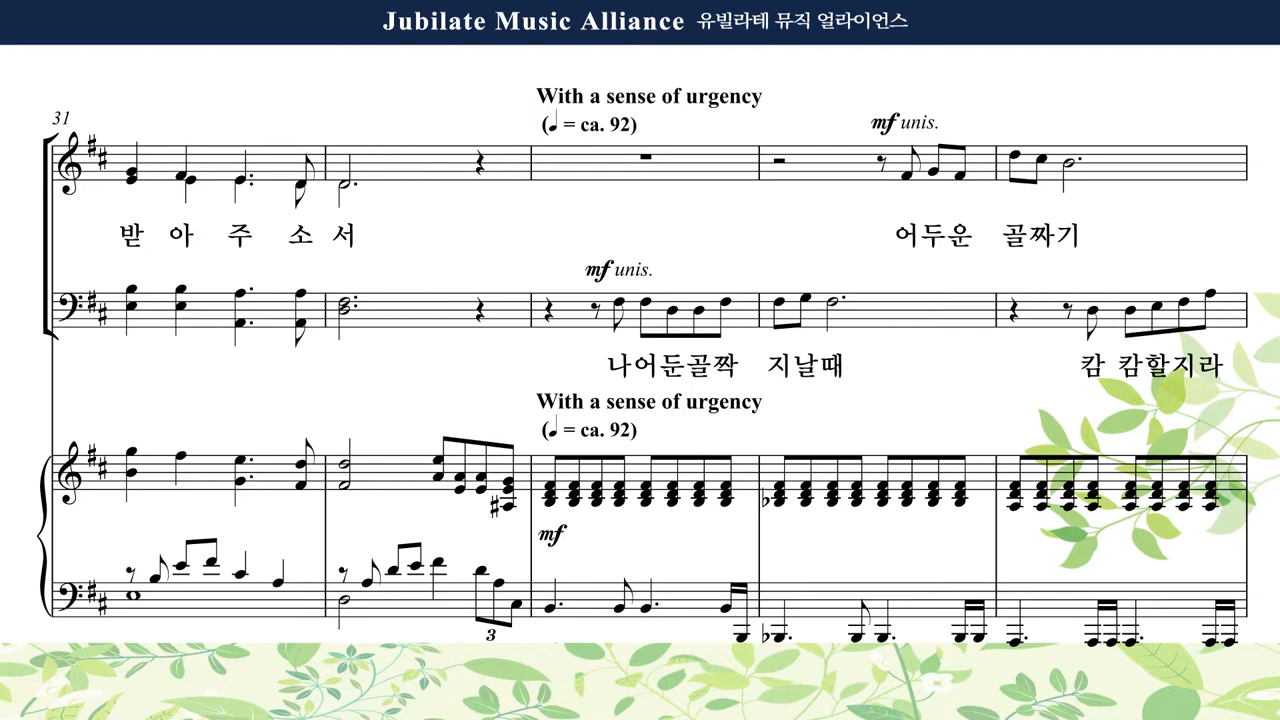 Jubilate Music Alliance 유빌라테 뮤직 얼라이언스
With a sense of urgency
31
(♩ = ca. 92)
mf unis.
받 아 주 소 서 어두운 골짜기
mf unis.
나어둔골짝 지날때 캄 캄할지라
With a sense of urgency
(♩ = ca. 92)
mf
3